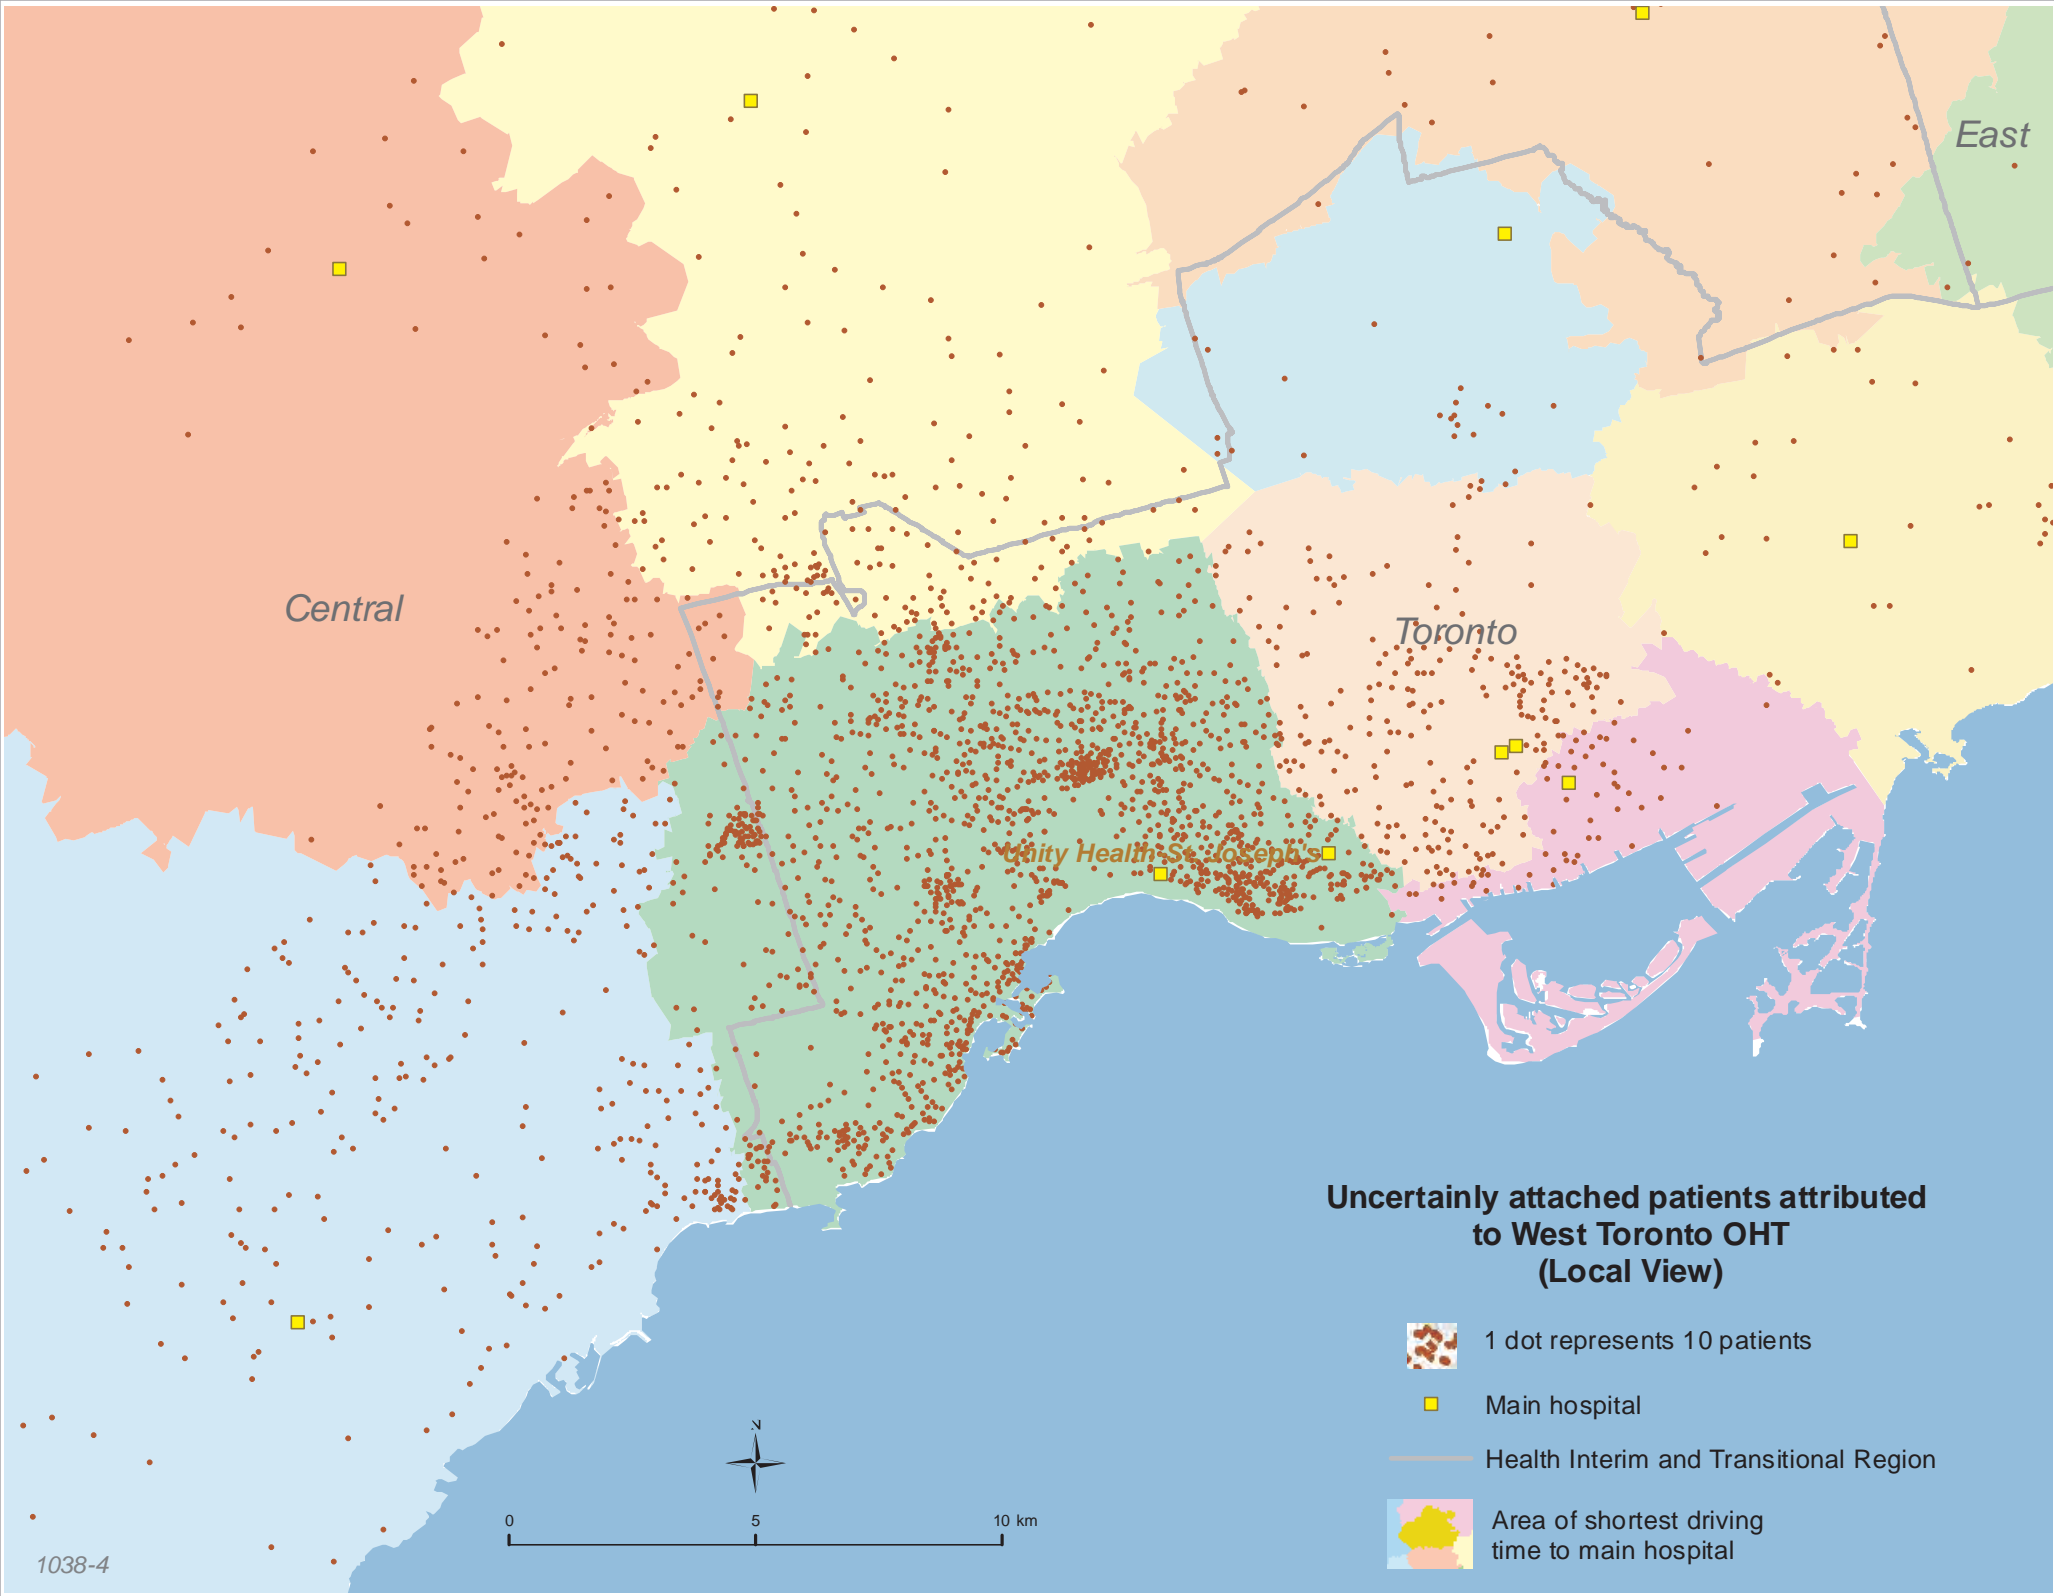 East
Central
Toronto
Unity Health-St. Joseph's
Uncertainly attached patients attributed
to West Toronto OHT
(Local View)
1 dot represents 10 patients
Main hospital
Health Interim and Transitional Region
Area of shortest driving
time to main hospital
N
0 5 10 km
1038-4